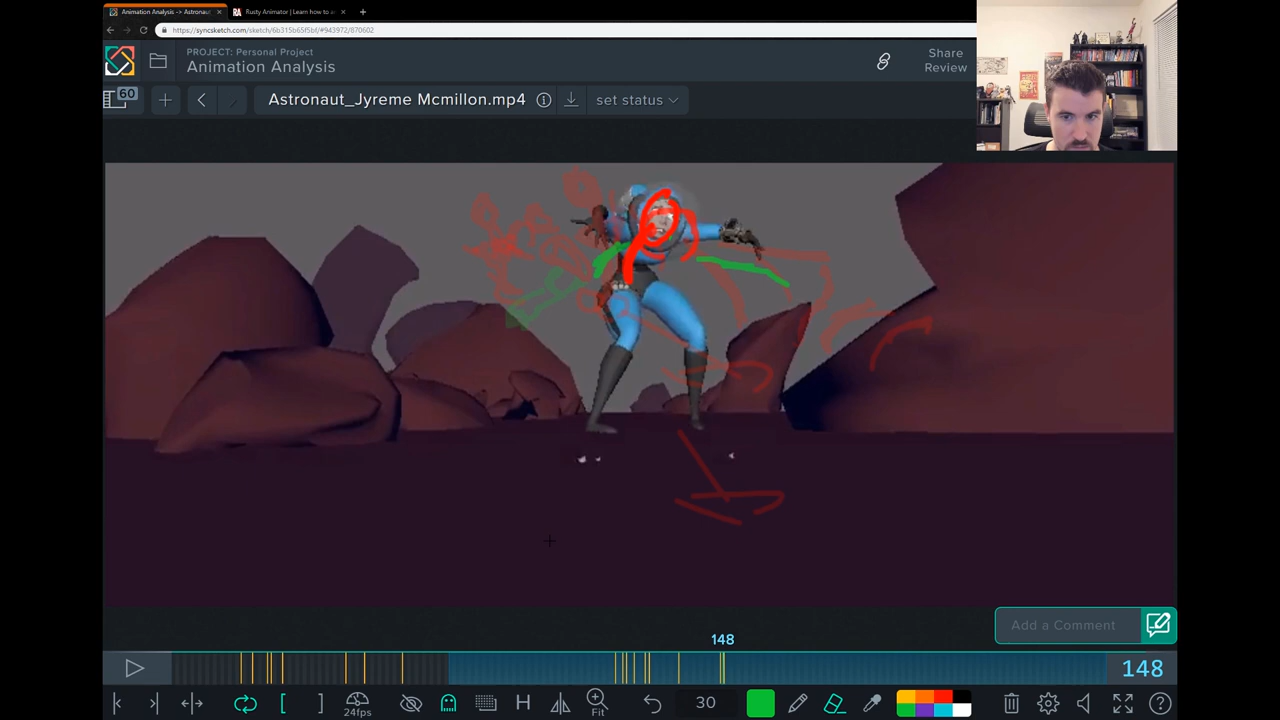 Animation Analysis -> Astronaut
Rusty Animator | Learn how to a
https://syncsketch.com/sketch/6b315b65f5bf/#943972/870602
PROJECT: Personal Project
Animation Analysis
Share Review
60
Astronaut_Jyreme Mcmillon.mp4
set status
Add a Comment
148
148
24fps
H
Fit
30